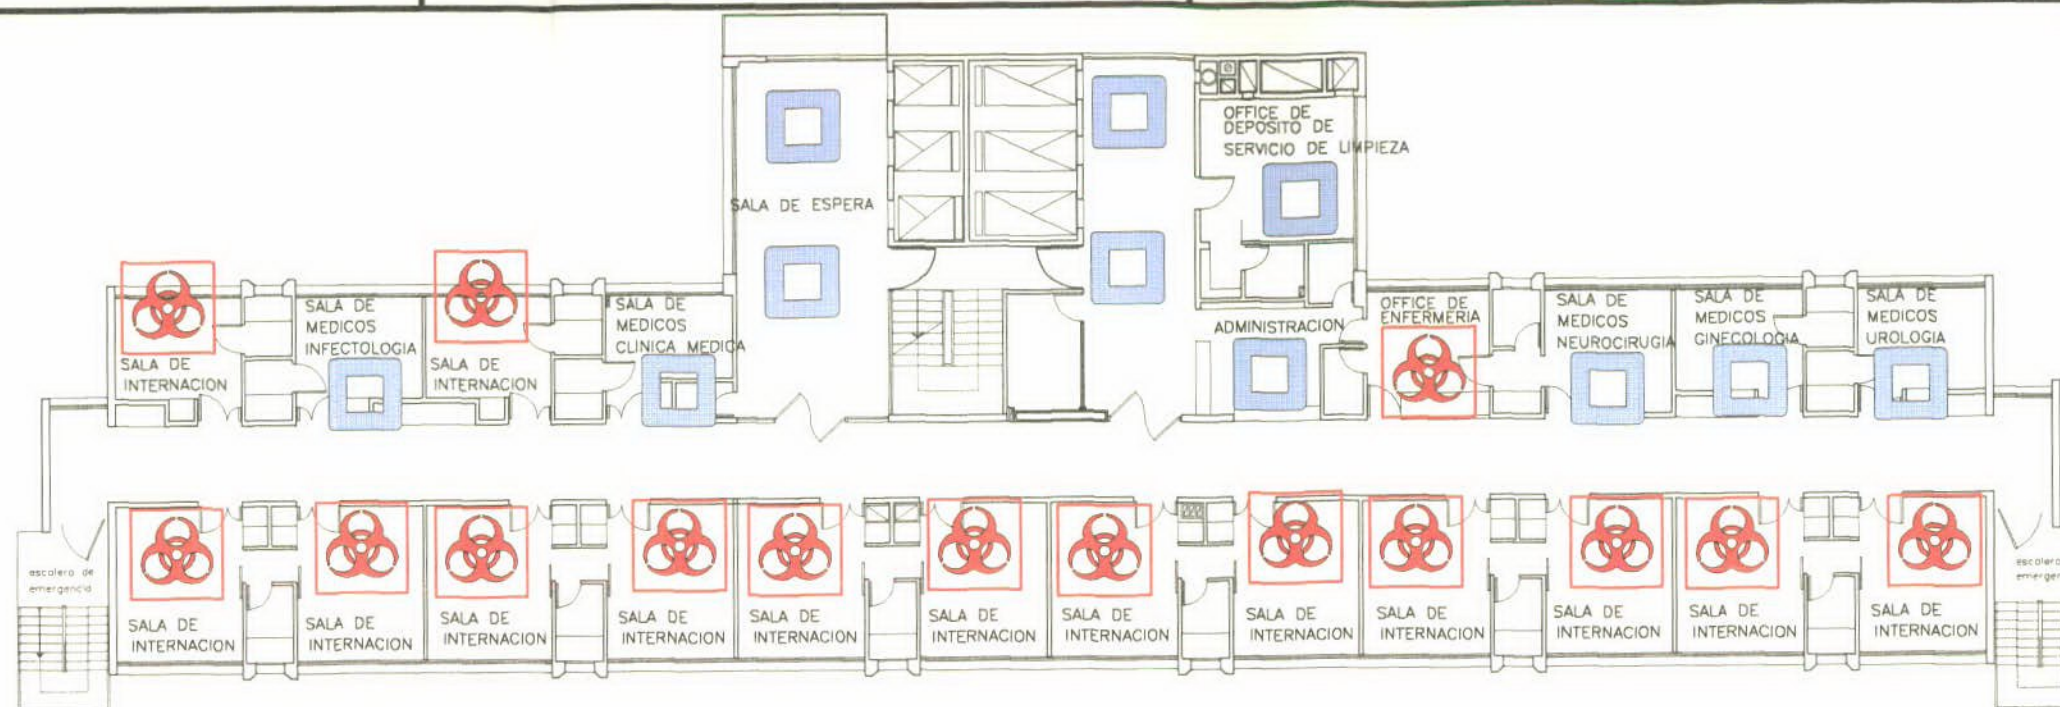 OFFICE DE
DEPOSITO DE
SERVICIO DE LIMPIEZA
SALA DE ESPERA
SALA DE
INTERNACION
SALA DE
MEDICOS
INFECTOLOGIA
SALA DE
INTERNACION
SALA DE
MEDICOS
CLINICA MEDICA
ADMINISTRACION
OFFICE DE
ENFERMERIA
SALA DE
MEDICOS
NEUROCIRUGIA
SALA DE
MEDICOS
GINECOLOGIA
SALA DE
MEDICOS
UROLOGIA
escalera de
emergencia
SALA DE
INTERNACION
SALA DE
INTERNACION
SALA DE
INTERNACION
SALA DE
INTERNACION
SALA DE
INTERNACION
SALA DE
INTERNACION
SALA DE
INTERNACION
SALA DE
INTERNACION
SALA DE
INTERNACION
SALA DE
INTERNACION
SALA DE
INTERNACION
SALA DE
INTERNACION
escalera
emergen